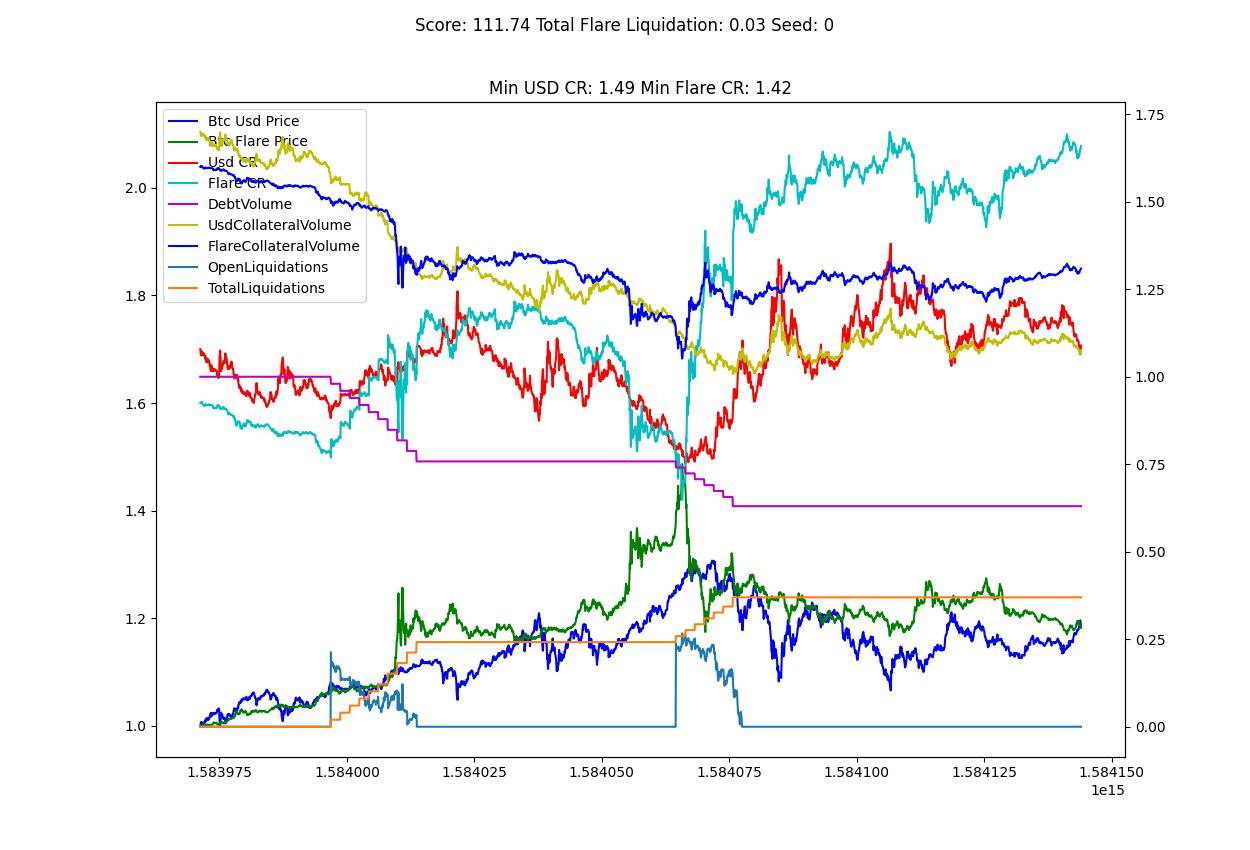 Score: 111.74 Total Flare Liquidation: 0.03 Seed: 0
Min USD CR: 1.49 Min Flare CR: 1.42
Btc Usd Price
Btc Flare Price
Usd CR
Flare CR
DebtVolume
UsdCollateralVolume
FlareCollateralVolume
OpenLiquidations
TotalLiquidations
2.0
1.8
1.6
1.4
1.2
1.0
1.75
1.50
1.25
1.00
0.75
0.50
0.25
0.00
1.583975 1.584000 1.584025 1.584050 1.584075 1.584100 1.584125 1.584150
1e15